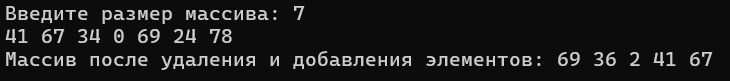 Введите размер массива: 7
41 67 34 0 69 24 78
Массив после удаления и добавления элементов: 69 36 2 41 67